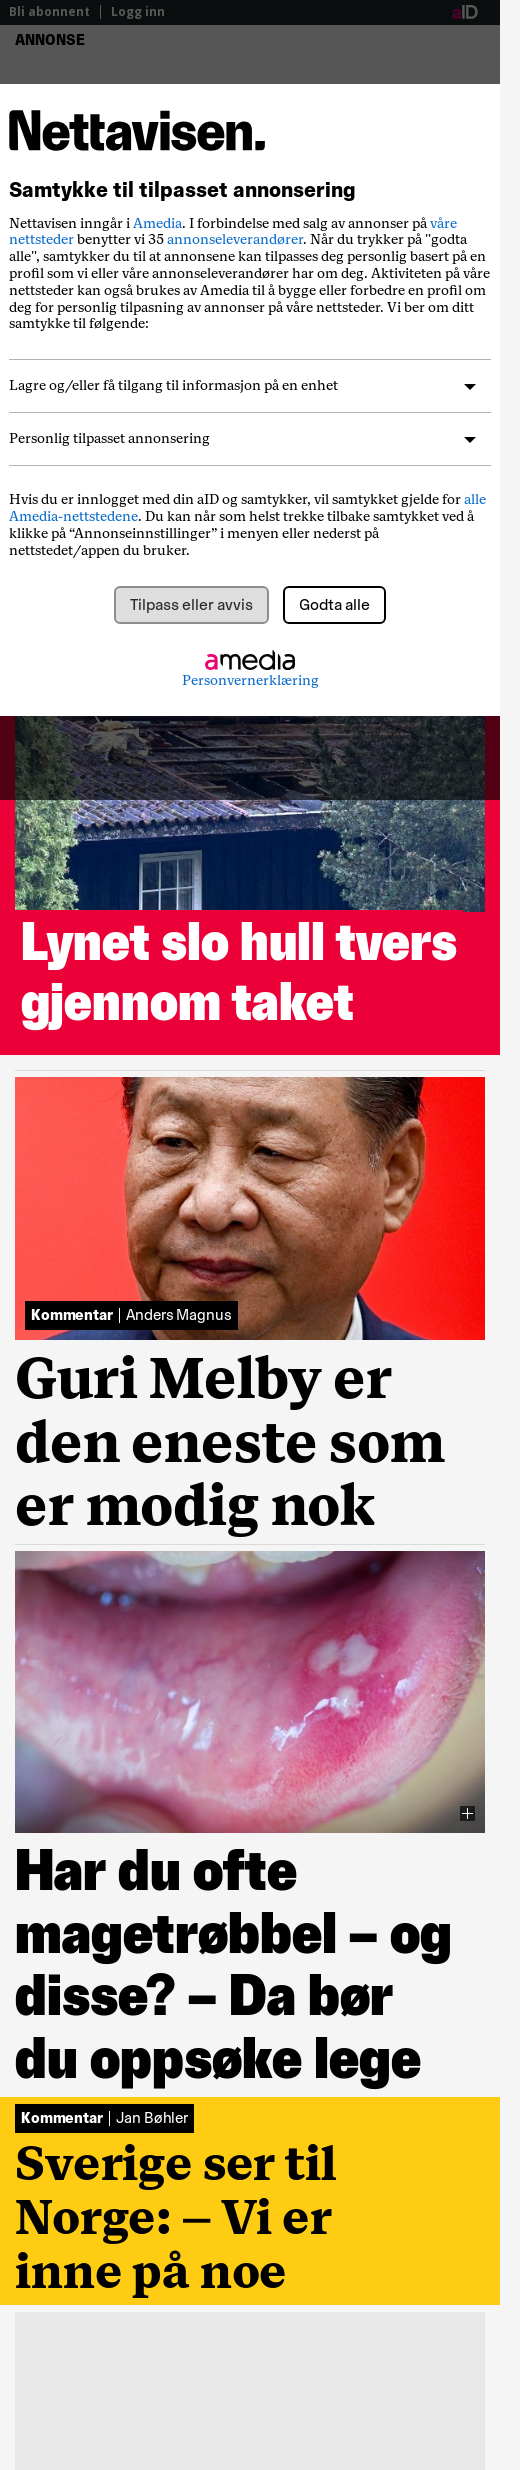 Bli abonnent | Logg inn
aID
ANNONSE
Nettavisen.
Samtykke til tilpasset annonsering
Nettavisen inngår i Amedia. I forbindelse med salg av annonser på våre
nettsteder benytter vi 35 annonseleverandører. Når du trykker på "godta
alle", samtykker du til at annonsene kan tilpasses deg personlig basert på en
profil som vi eller våre annonseleverandører har om deg. Aktiviteten på våre
nettsteder kan også brukes av Amedia til å bygge eller forbedre en profil om
deg for personlig tilpasning av annonser på våre nettsteder. Vi ber om ditt
samtykke til følgende:
Lagre og/eller få tilgang til informasjon på en enhet
Personlig tilpasset annonsering
Hvis du er innlogget med din aID og samtykker, vil samtykket gjelde for alle
Amedia-nettstedene. Du kan når som helst trekke tilbake samtykket ved å
klikke på “Annonseinnstillinger” i menyen eller nederst på
nettstedet/appen du bruker.
Tilpass eller avvis
Godta alle
amedia
Personvernerklæring
Lynet slo hull tvers
gjennom taket
Kommentar | Anders Magnus
Guri Melby er
den eneste som
er modig nok
Har du ofte
magetrøbbel – og
disse? – Da bør
du oppsøke lege
Kommentar | Jan Bøhler
Sverige ser til
Norge: – Vi er
inne på noe